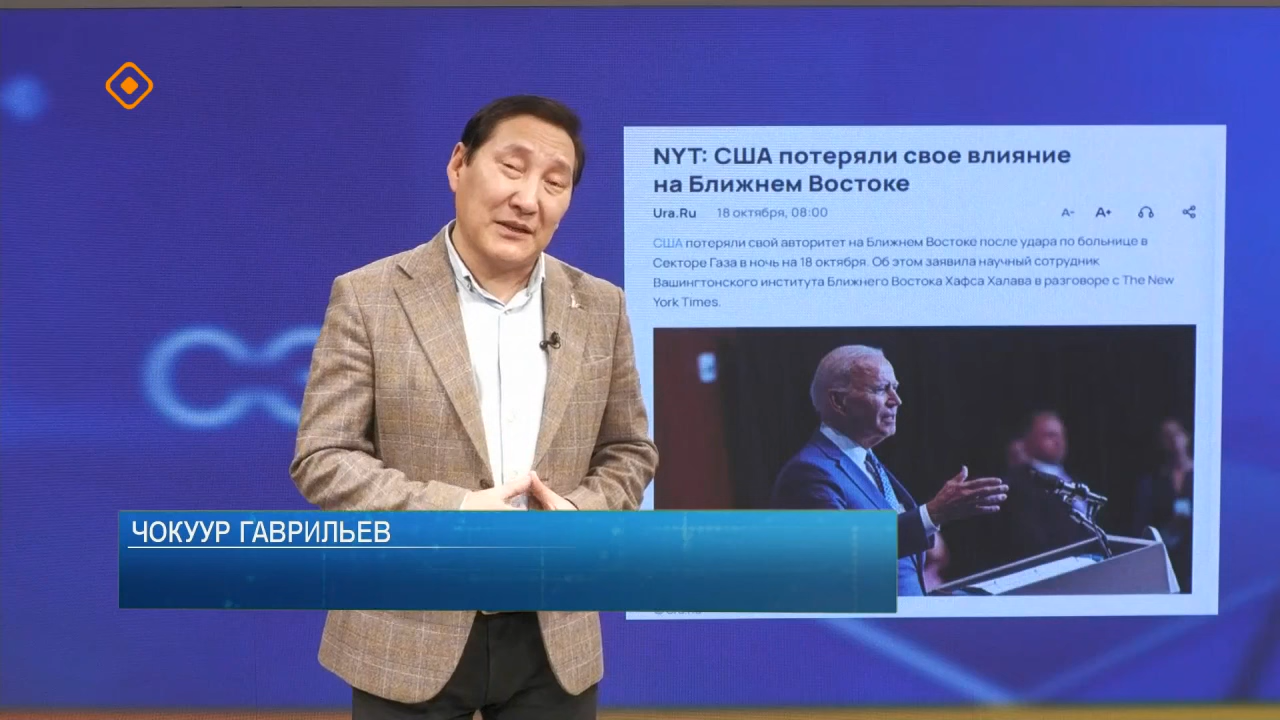 NYT: США потеряли свое влияние
на Ближнем Востоке
Ura.Ru 18 октября, 08:00 A- A+
США потеряли свой авторитет на Ближнем Востоке после удара по больнице в
Секторе Газа в ночь на 18 октября. Об этом заявила научный сотрудник
Вашингтонского института Ближнего Востока Хафса Халава в разговоре с The New
York Times.
ЧОКУУР ГАВРИЛЬЕВ